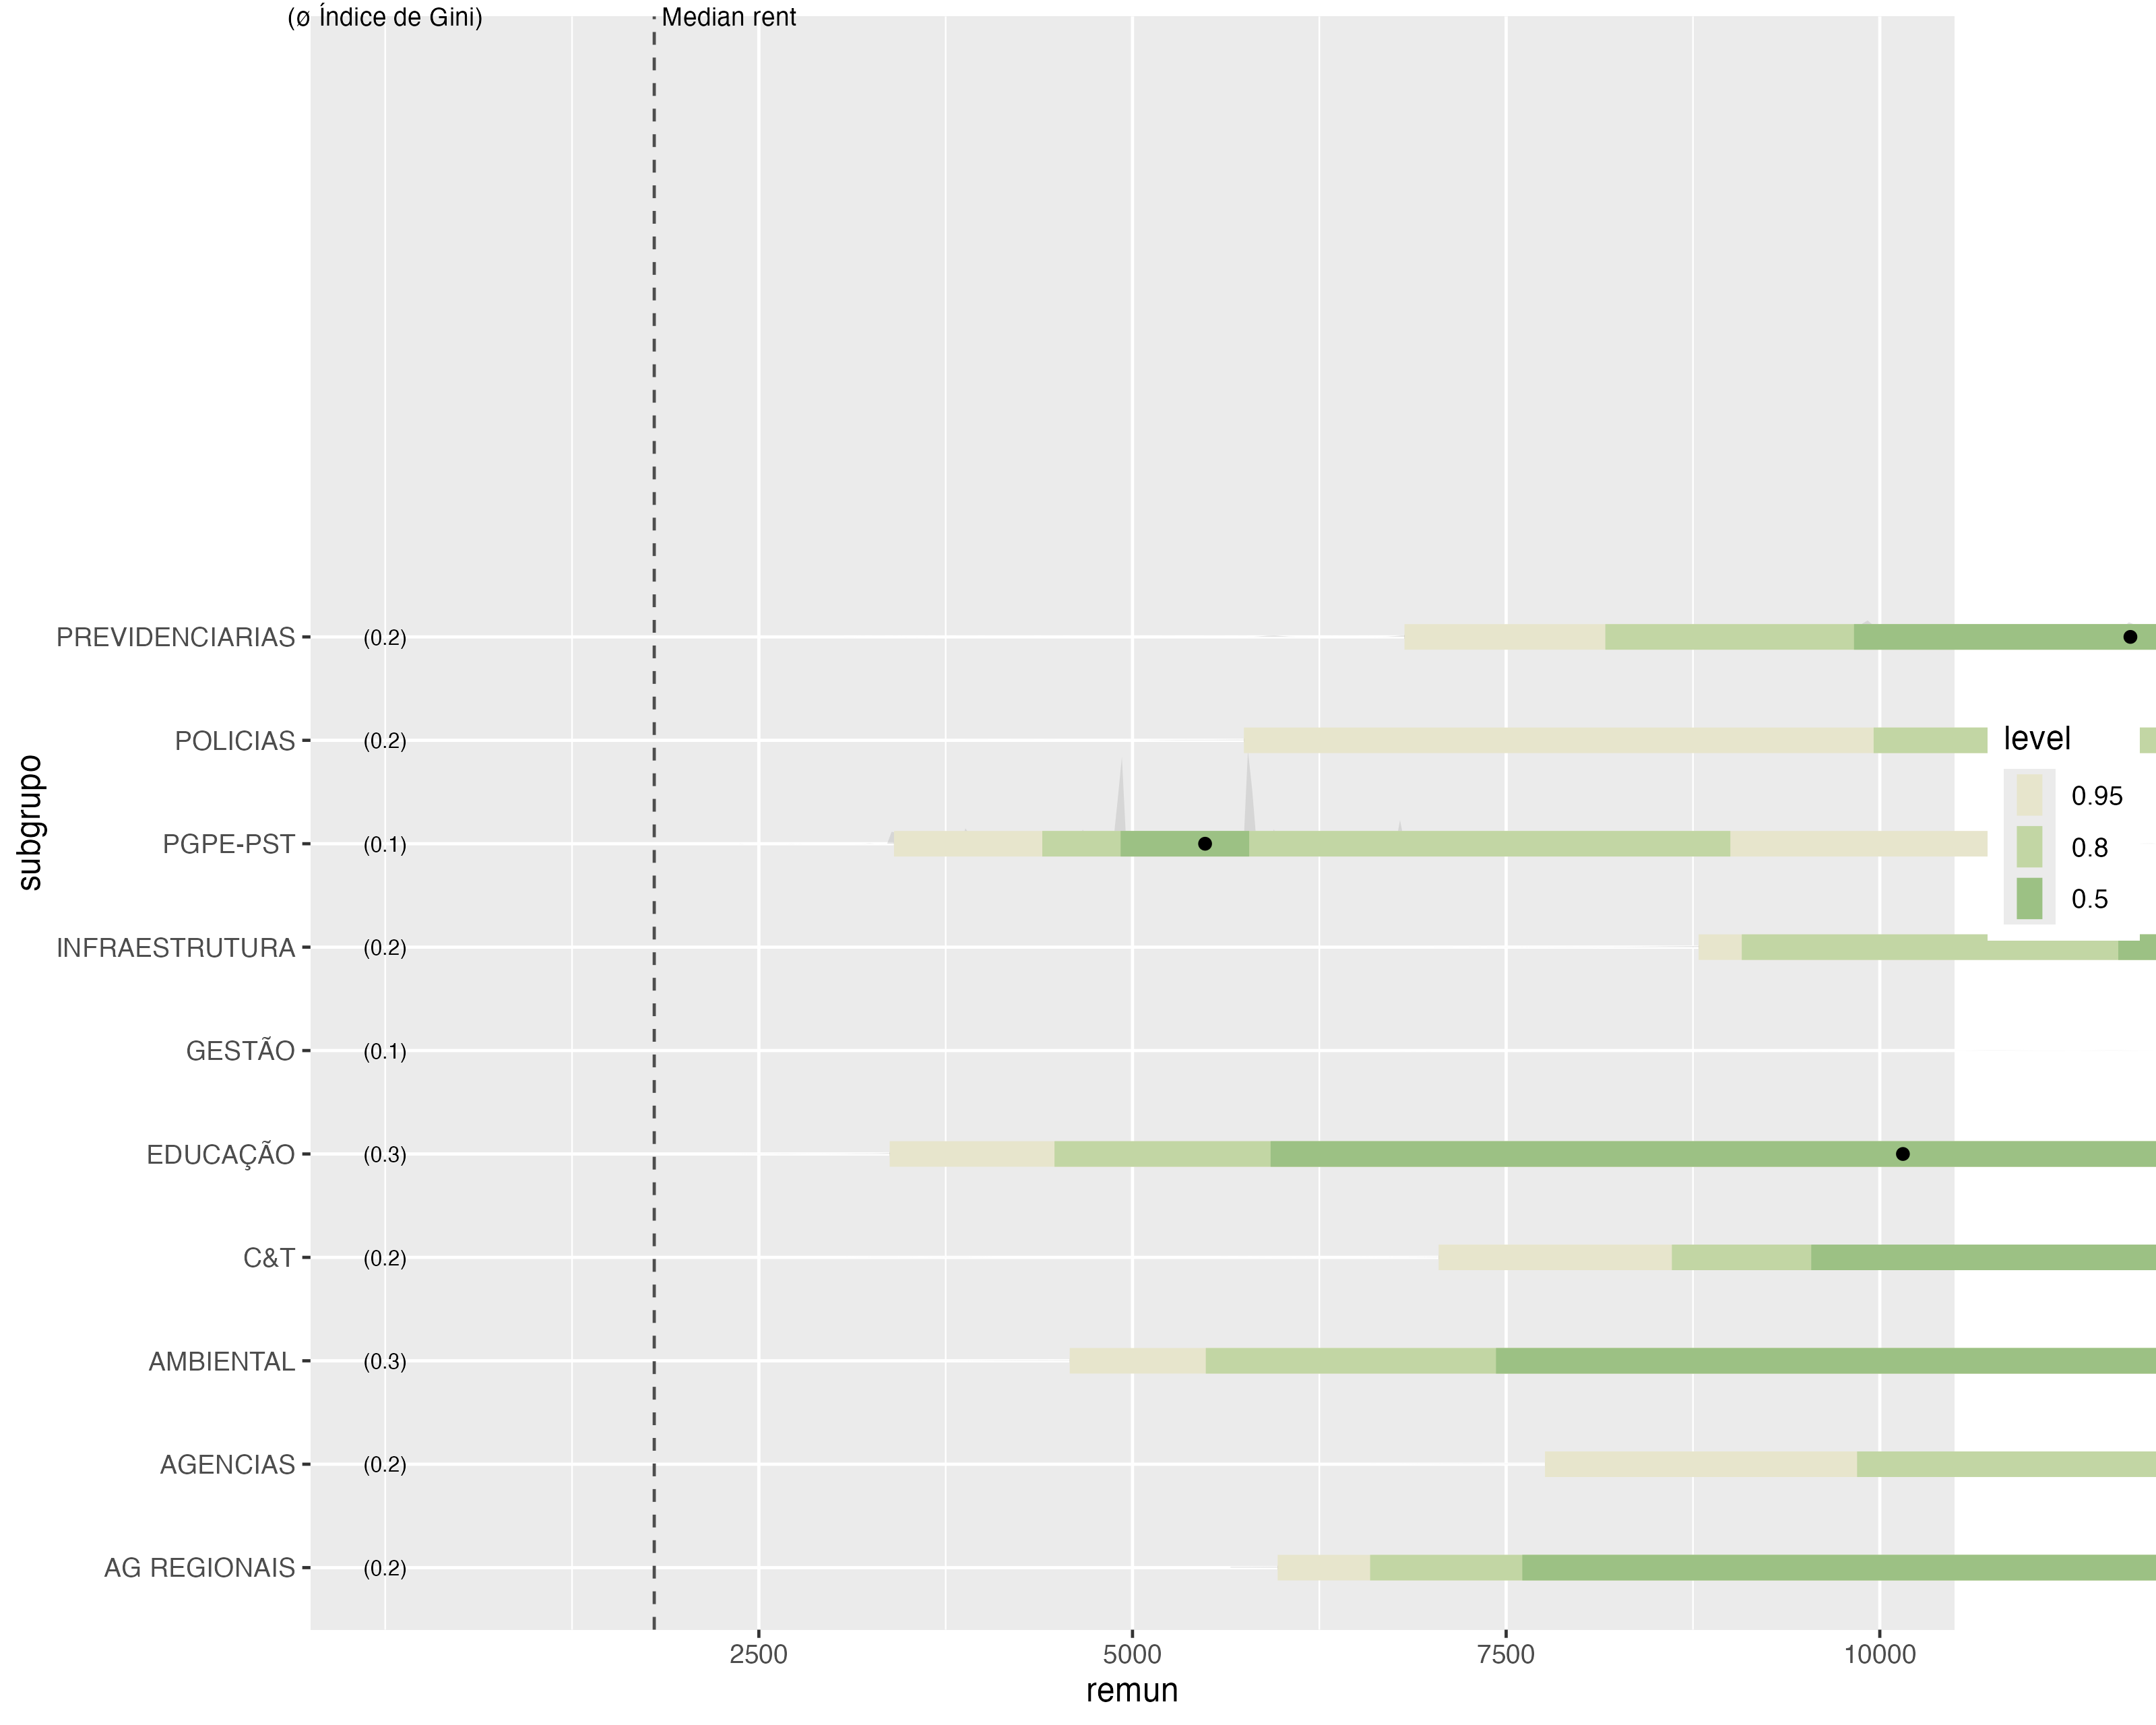 (ø Índice de Gini) Median rent
subgrupo
PREVIDENCIARIAS (0.2)
POLICIAS (0.2)
PGPE-PST (0.1)
INFRAESTRUTURA (0.2)
GESTÃO (0.1)
EDUCAÇÃO (0.3)
C&T (0.2)
AMBIENTAL (0.3)
AGENCIAS (0.2)
AG REGIONAIS (0.2)
2500 5000 7500 10000
remun
level
0.95
0.8
0.5